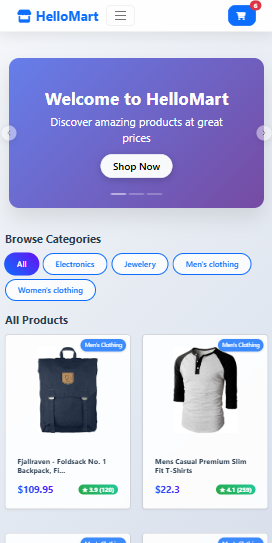 HelloMart
6
Welcome to HelloMart
Discover amazing products at great
prices
Shop Now
Browse Categories
All
Electronics
Jewelery
Men's clothing
Women's clothing
All Products
Men's Clothing
Men's Clothing
Fjallraven - Foldsack No. 1
Backpack, Fi...
Mens Casual Premium Slim
Fit T-Shirts
$109.95
★ 3.9 (120)
$22.3
★ 4.1 (259)